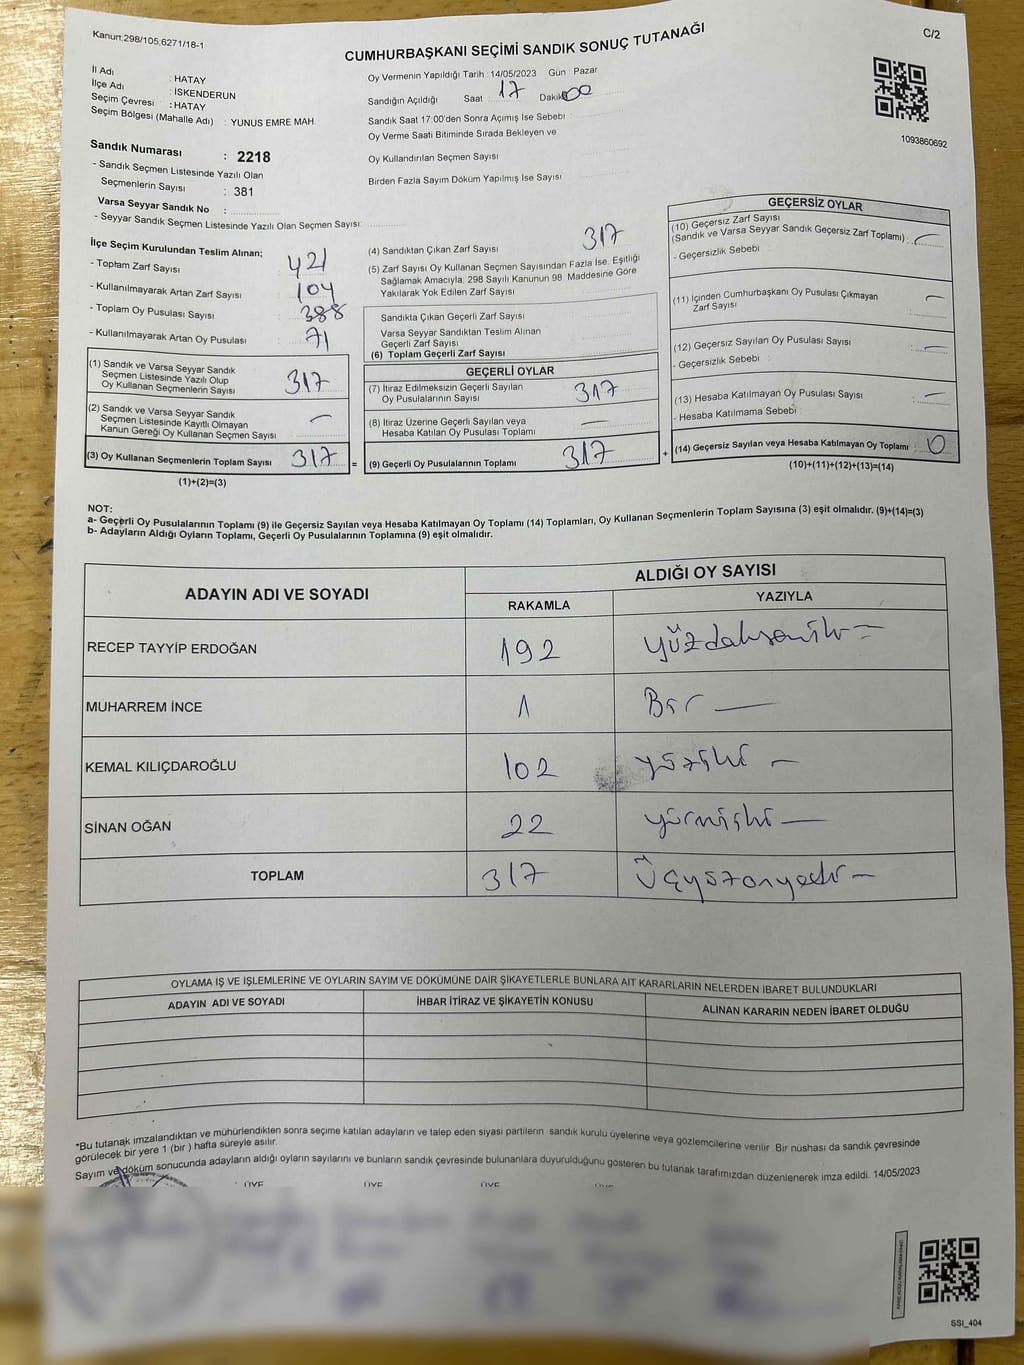 Kanun;298/105,6271/18-1
C/2
CUMHURBAŞKANI SEÇİMİ SANDIK SONUÇ TUTANAĞI
İl Adı : HATAY
İlçe Adı : İSKENDERUN
Seçim Çevresi : HATAY
Seçim Bölgesi (Mahalle Adı) : YUNUS EMRE MAH.
Sandık Numarası : 2218
- Sandık Seçmen Listesinde Yazılı Olan
Seçmenlerin Sayısı : 381
Varsa Seyyar Sandık No :
- Seyyar Sandık Seçmen Listesinde Yazılı Olan Seçmen Sayısı:
Oy Vermenin Yapıldığı Tarih : 14/05/2023 Gün : Pazar
Sandığın Açıldığı Saat 17 Dakika 00
Sandık Saat 17:00'den Sonra Açımış İse Sebebi :
Oy Verme Saati Bitiminde Sırada Bekleyen ve
Oy Kullandırılan Seçmen Sayısı
Birden Fazla Sayım Döküm Yapılmış İse Sayısı
1093860692
İlçe Seçim Kurulundan Teslim Alınan;
- Toplam Zarf Sayısı : 421
- Kullanılmayarak Artan Zarf Sayısı : 104
- Toplam Oy Pusulası Sayısı : 388
- Kullanılmayarak Artan Oy Pusulası : 71
(1) Sandık ve Varsa Seyyar Sandık
Seçmen Listesinde Yazılı Olup
Oy Kullanan Seçmenlerin Sayısı : 317
(2) Sandık ve Varsa Seyyar Sandık
Seçmen Listesinde Kayıtlı Olmayan
Kanun Gereği Oy Kullanan Seçmen Sayısı : —
(3) Oy Kullanan Seçmenlerin Toplam Sayısı : 317 =
(1)+(2)=(3)
(4) Sandıktan Çıkan Zarf Sayısı 317
(5) Zarf Sayısı Oy Kullanan Seçmen Sayısından Fazla İse, Eşitliği
Sağlamak Amacıyla, 298 Sayılı Kanunun 98. Maddesine Göre
Yakılarak Yok Edilen Zarf Sayısı
Sandıkta Çıkan Geçerli Zarf Sayısı
Varsa Seyyar Sandıktan Teslim Alınan
Geçerli Zarf Sayısı
(6) Toplam Geçerli Zarf Sayısı
GEÇERLİ OYLAR
(7) İtiraz Edilmeksizin Geçerli Sayılan
Oy Pusulalarının Sayısı : 317
(8) İtiraz Üzerine Geçerli Sayılan veya
Hesaba Katılan Oy Pusulası Toplamı : —
(9) Geçerli Oy Pusulalarının Toplamı : 317 +
GEÇERSİZ OYLAR
(10) Geçersiz Zarf Sayısı
(Sandık ve Varsa Seyyar Sandık Geçersiz Zarf Toplamı) : —
- Geçersizlik Sebebi :
(11) İçinden Cumhurbaşkanı Oy Pusulası Çıkmayan
Zarf Sayısı : —
(12) Geçersiz Sayılan Oy Pusulası Sayısı : —
- Geçersizlik Sebebi :
(13) Hesaba Katılmayan Oy Pusulası Sayısı : —
- Hesaba Katılmama Sebebi :
(14) Geçersiz Sayılan veya Hesaba Katılmayan Oy Toplamı : 0
(10)+(11)+(12)+(13)=(14)
NOT:
a- Geçerli Oy Pusulalarının Toplamı (9) ile Geçersiz Sayılan veya Hesaba Katılmayan Oy Toplamı (14) Toplamları, Oy Kullanan Seçmenlerin Toplam Sayısına (3) eşit olmalıdır. (9)+(14)=(3)
b- Adayların Aldığı Oyların Toplamı, Geçerli Oy Pusulalarının Toplamına (9) eşit olmalıdır.
ADAYIN ADI VE SOYADI ALDIĞI OY SAYISI
RAKAMLA YAZIYLA
RECEP TAYYİP ERDOĞAN 192 yüzdoksaniki
MUHARREM İNCE 1 Bir —
KEMAL KILIÇDAROĞLU 102 yüziki —
SİNAN OĞAN 22 yirmiiki —
TOPLAM 317 Üçyüzonyedi —
OYLAMA İŞ VE İŞLEMLERİNE VE OYLARIN SAYIM VE DÖKÜMÜNE DAİR ŞİKAYETLERLE BUNLARA AİT KARARLARIN NELERDEN İBARET BULUNDUKLARI
ADAYIN ADI VE SOYADI İHBAR İTİRAZ VE ŞİKAYETİN KONUSU ALINAN KARARIN NEDEN İBARET OLDUĞU
*Bu tutanak imzalandıktan ve mühürlendikten sonra seçime katılan adayların ve talep eden siyasi partilerin sandık kurulu üyelerine veya gözlemcilerine verilir. Bir nüshası da sandık çevresinde
görülecek bir yere 1 (bir ) hafta süreyle asılır.
Sayım ve döküm sonucunda adayların aldığı oyların sayılarını ve bunların sandık çevresinde bulunanlara duyurulduğunu gösteren bu tutanak tarafımızdan düzenlenerek imza edildi. 14/05/2023
ÜYE ÜYE ÜYE
SSI_404